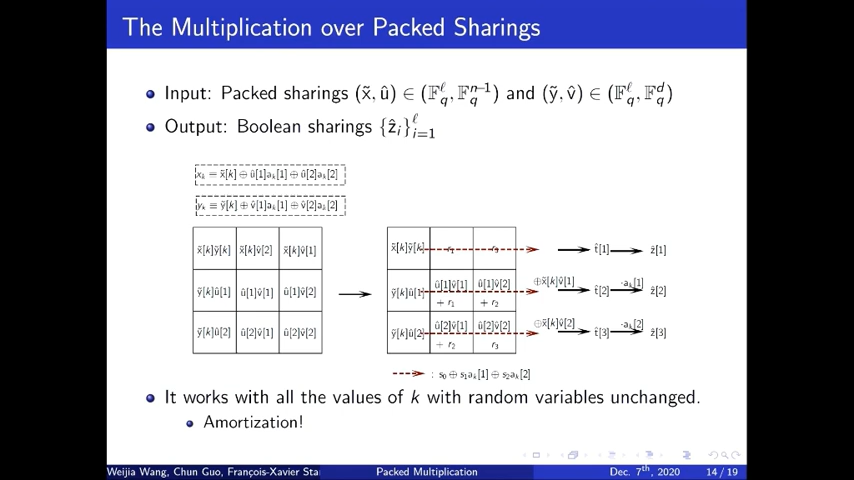 The Multiplication over Packed Sharings
Input: Packed sharings (x̃, û) ∈ (𝔽_q^ℓ, 𝔽_q^{n−1}) and (ỹ, v̂) ∈ (𝔽_q^ℓ, 𝔽_q^d)
Output: Boolean sharings {ẑ_i}_{i=1}^ℓ
x_k ≡ x̃[k] ⊕ û[1]a_k[1] ⊕ û[2]a_k[2]
y_k ≡ ỹ[k] ⊕ v̂[1]a_k[1] ⊕ v̂[2]a_k[2]
x̃[k]ỹ[k] x̃[k]v̂[2] x̃[k]v̂[1]
ỹ[k]û[1] û[1]v̂[1] û[1]v̂[2]
ỹ[k]û[2] û[2]v̂[1] û[2]v̂[2]
x̃[k]ỹ[k] r₁ t̂[1] ẑ[1]
ỹ[k]û[1] û[1]v̂[1] + r₁ û[1]v̂[2] + r₂ ⊕x̃[k]v̂[1] t̂[2] ·a_k[1] ẑ[2]
ỹ[k]û[2] û[2]v̂[1] + r₂ û[2]v̂[2] r₃ ⊕x̃[k]v̂[2] t̂[3] ·a_k[2] ẑ[3]
: s₀ ⊕ s₁a_k[1] ⊕ s₂a_k[2]
It works with all the values of k with random variables unchanged.
Amortization!
Weijia Wang, Chun Guo, François-Xavier Sta Packed Multiplication Dec. 7th, 2020 14 / 19